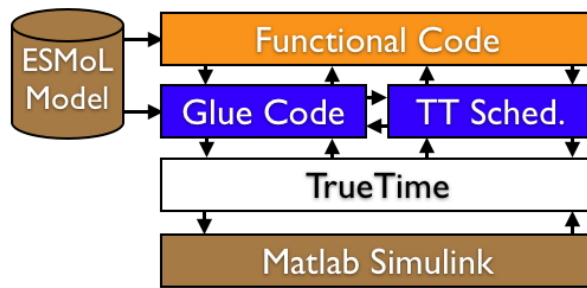 ESMoL
Model
Functional Code
Glue Code
TT Sched.
TrueTime
Matlab Simulink